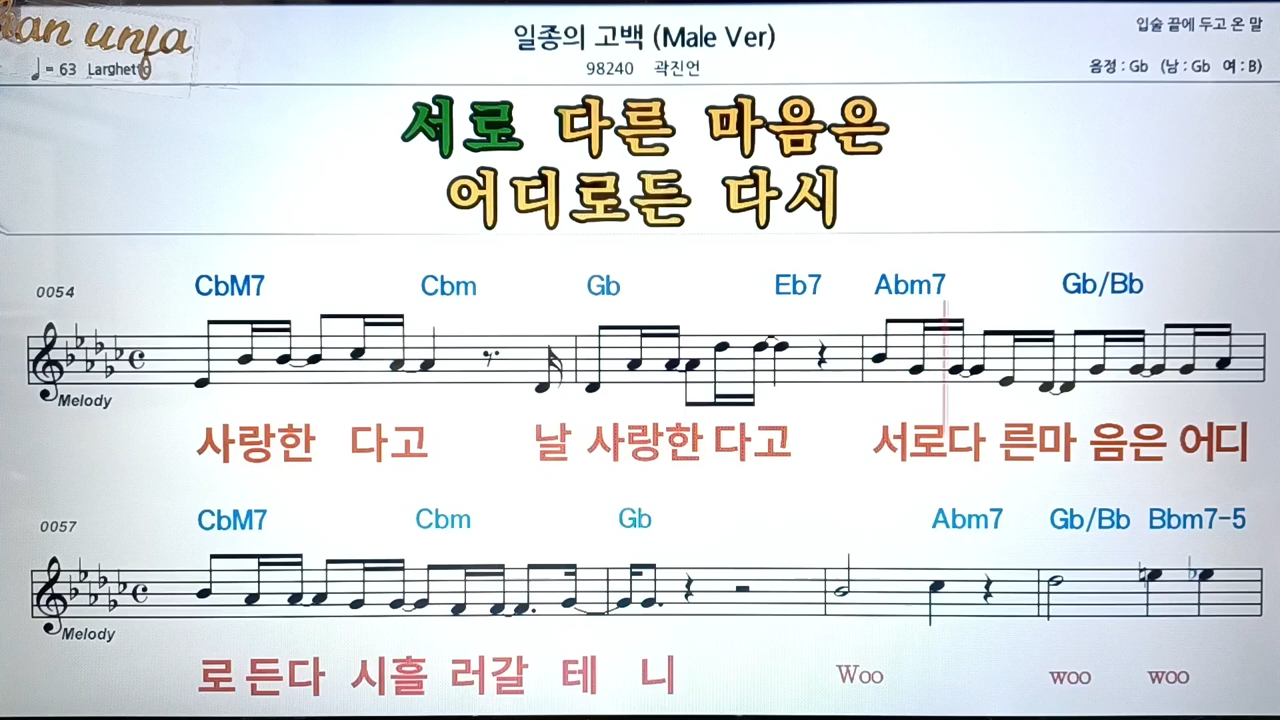 일종의 고백 (Male Ver)
입술 끝에 두고 온 말
♩= 63 Larghetto
98240 곽진언
음정 : Gb (남 : Gb 여 : B)
서로 다른 마음은
어디로든 다시
0054 CbM7 Cbm Gb Eb7 Abm7 Gb/Bb
Melody
사랑한 다고 날 사랑한 다고 서로다 른마 음은 어디
0057 CbM7 Cbm Gb Abm7 Gb/Bb Bbm7-5
Melody
로 든다 시흘 러갈 테 니 Woo woo woo